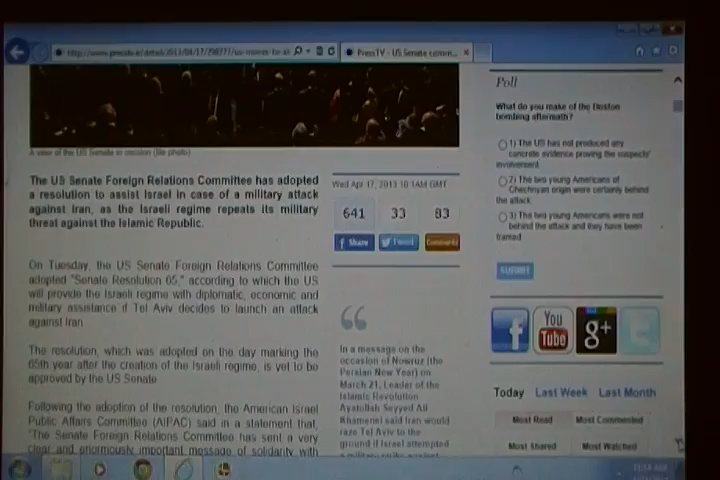 PressTV - US Senate comm...
A view of the US Senate in session (file photo)
The US Senate Foreign Relations Committee has adopted
a resolution to assist Israel in case of a military attack
against Iran, as the Israeli regime repeats its military
threat against the Islamic Republic.
On Tuesday, the US Senate Foreign Relations Committee
adopted "Senate Resolution 65," according to which the US
will provide the Israeli regime with diplomatic, economic and
military assistance if Tel Aviv decides to launch an attack
against Iran.
The resolution, which was adopted on the day marking the
65th year after the creation of the Israeli regime, is yet to be
approved by the US Senate.
Following the adoption of the resolution, the American Israel
Public Affairs Committee (AIPAC) said in a statement that,
"The Senate Foreign Relations Committee has sent a very
clear and enormously important message of solidarity with
Wed Apr 17, 2013 10:1AM GMT
641 33 83
Share Tweet Comments
In a message on the
occasion of Nowruz (the
Persian New Year) on
March 21, Leader of the
Islamic Revolution
Ayatollah Seyyed Ali
Khamenei said Iran would
raze Tel Aviv to the
ground if Israel attempted
Poll
What do you make of the Boston
bombing aftermath?
1) The US has not produced any
concrete evidence proving the suspects'
involvement.
2) The two young Americans of
Chechnyan origin were certainly behind
the attack.
3) The two young Americans were not
behind the attack and they have been
framed.
SUBMIT
f You Tube g+ t
Today Last Week Last Month
Most Read Most Commented
Most Shared Most Watched